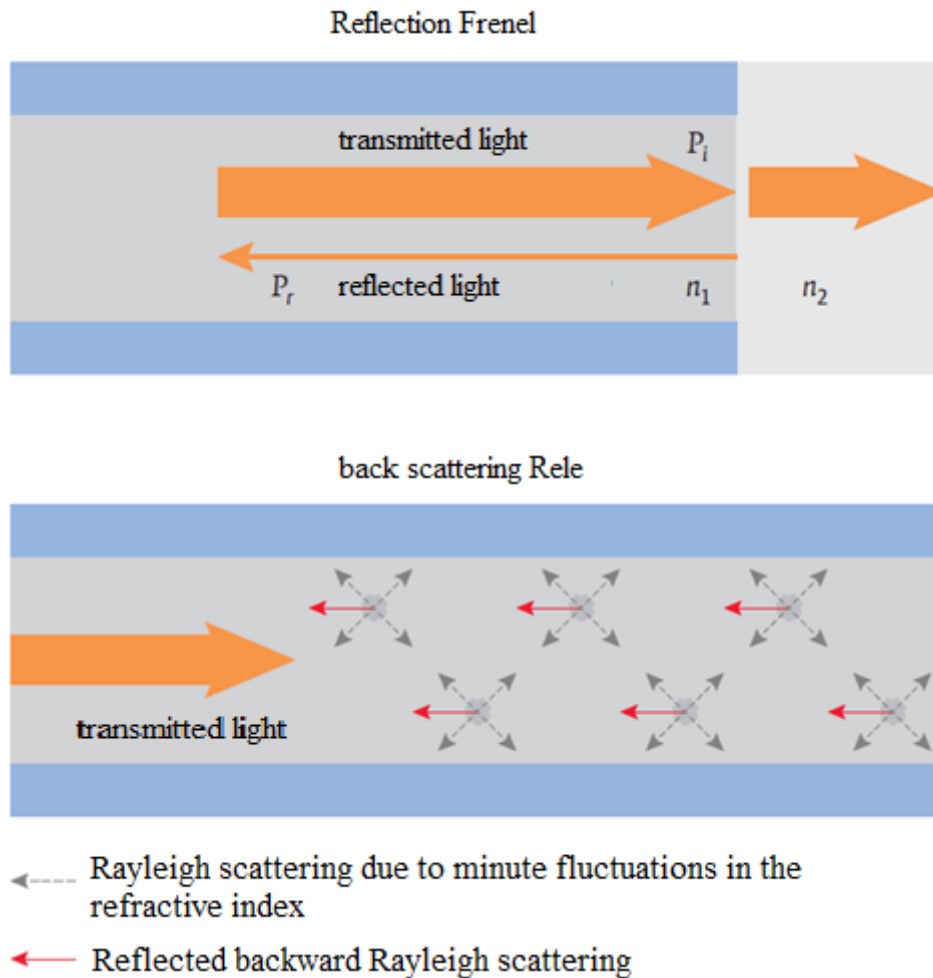 Reflection Frenel
transmitted light
P_i
P_r
reflected light
n_1
n_2
back scattering Rele
transmitted light
Rayleigh scattering due to minute fluctuations in the
refractive index
Reflected backward Rayleigh scattering